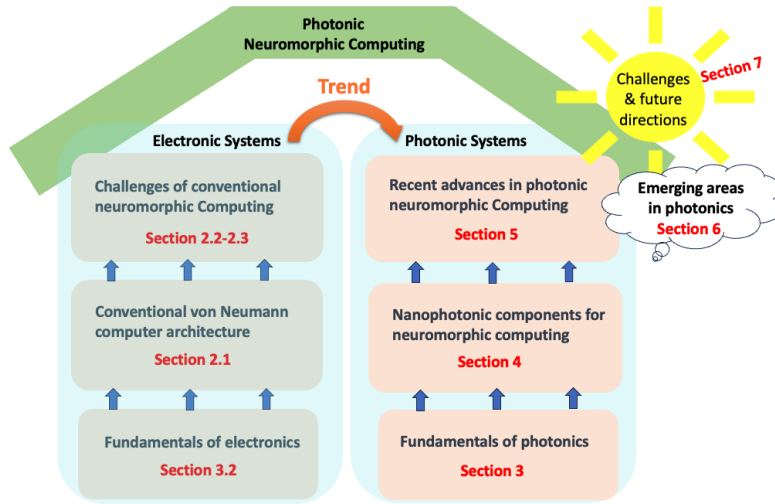 Photonic
Neuromorphic Computing
Trend
Challenges
& future
directions
Section 7
Electronic Systems
Challenges of conventional
neuromorphic Computing
Section 2.2-2.3
Conventional von Neumann
computer architecture
Section 2.1
Fundamentals of electronics
Section 3.2
Photonic Systems
Recent advances in photonic
neuromorphic Computing
Section 5
Nanophotonic components for
neuromorphic computing
Section 4
Fundamentals of photonics
Section 3
Emerging areas
in photonics
Section 6